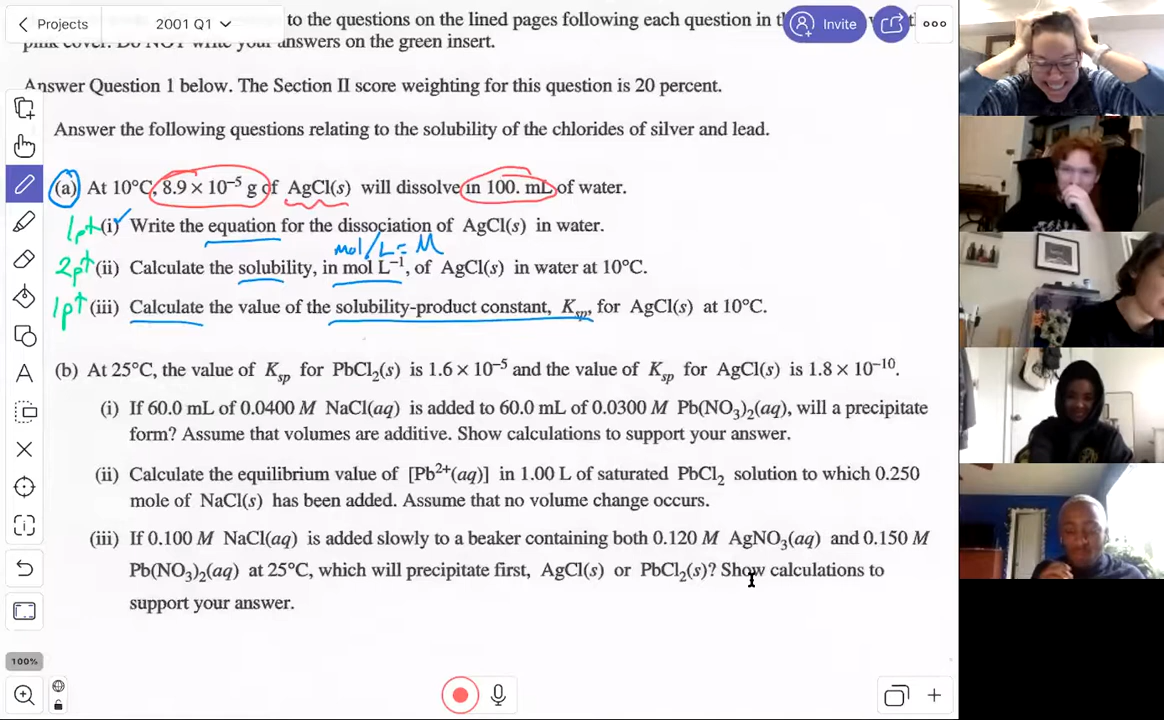 Projects
2001 Q1
to the questions on the lined pages following each question in
Invite
pink cover. Do NOT write your answers on the green insert.
Answer Question 1 below. The Section II score weighting for this question is 20 percent.
Answer the following questions relating to the solubility of the chlorides of silver and lead.
(a) At 10°C, 8.9 × 10⁻⁵ g of AgCl(s) will dissolve in 100. mL of water.
1pt (i) Write the equation for the dissociation of AgCl(s) in water.
mol/L = M
2pt (ii) Calculate the solubility, in mol L⁻¹, of AgCl(s) in water at 10°C.
1pt (iii) Calculate the value of the solubility-product constant, Kₛₚ, for AgCl(s) at 10°C.
(b) At 25°C, the value of Kₛₚ for PbCl₂(s) is 1.6 × 10⁻⁵ and the value of Kₛₚ for AgCl(s) is 1.8 × 10⁻¹⁰.
(i) If 60.0 mL of 0.0400 M NaCl(aq) is added to 60.0 mL of 0.0300 M Pb(NO₃)₂(aq), will a precipitate
form? Assume that volumes are additive. Show calculations to support your answer.
(ii) Calculate the equilibrium value of [Pb²⁺(aq)] in 1.00 L of saturated PbCl₂ solution to which 0.250
mole of NaCl(s) has been added. Assume that no volume change occurs.
(iii) If 0.100 M NaCl(aq) is added slowly to a beaker containing both 0.120 M AgNO₃(aq) and 0.150 M
Pb(NO₃)₂(aq) at 25°C, which will precipitate first, AgCl(s) or PbCl₂(s)? Show calculations to
support your answer.
100%